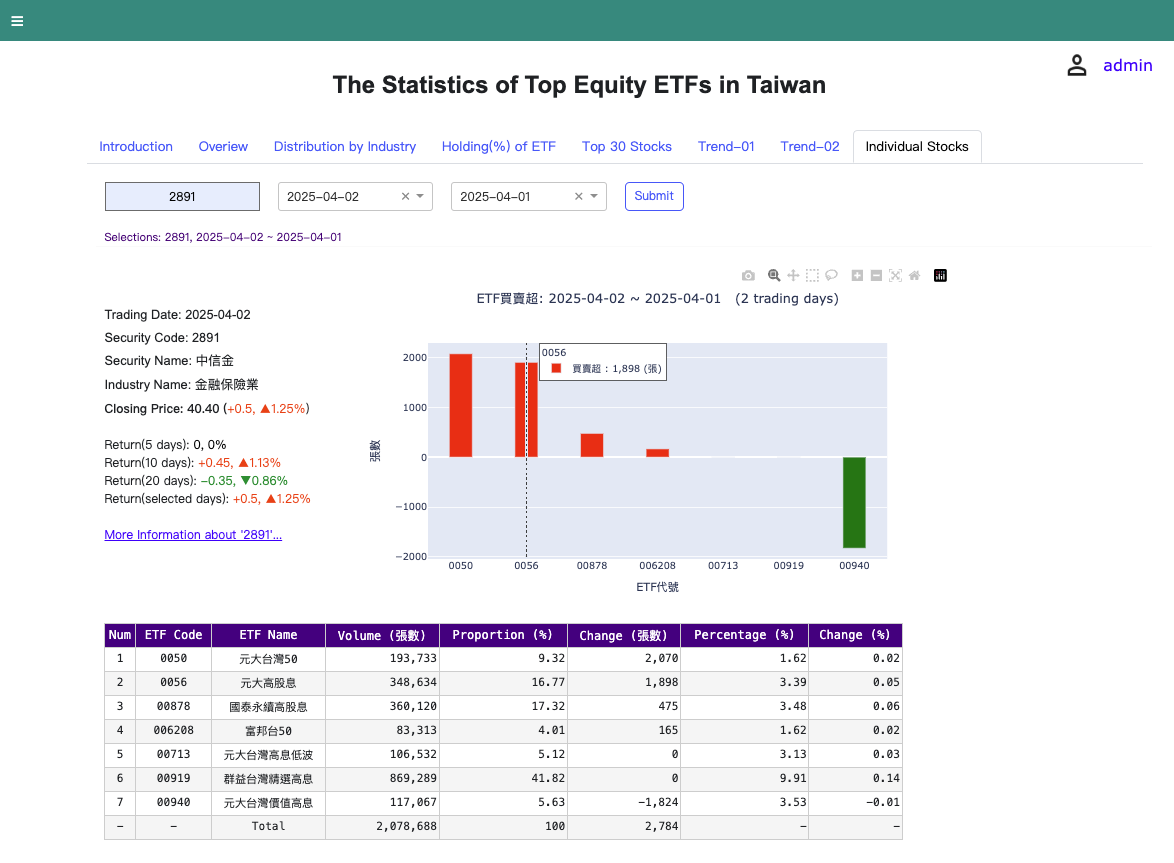 admin
The Statistics of Top Equity ETFs in Taiwan
Introduction Overiew Distribution by Industry Holding(%) of ETF Top 30 Stocks Trend-01 Trend-02 Individual Stocks
2891 2025-04-02 2025-04-01 Submit
Selections: 2891, 2025-04-02 ~ 2025-04-01
Trading Date: 2025-04-02
Security Code: 2891
Security Name: 中信金
Industry Name: 金融保險業
Closing Price: 40.40 (+0.5, ▲1.25%)
Return(5 days): 0, 0%
Return(10 days): +0.45, ▲1.13%
Return(20 days): -0.35, ▼0.86%
Return(selected days): +0.5, ▲1.25%
More Information about '2891'...
ETF買賣超: 2025-04-02 ~ 2025-04-01 (2 trading days)
0056
買賣超 : 1,898 (張)
2000
1000
0
−1000
−2000
張數
0050 0056 00878 006208 00713 00919 00940
ETF代號
Num ETF Code ETF Name Volume (張數) Proportion (%) Change (張數) Percentage (%) Change (%)
1 0050 元大台灣50 193,733 9.32 2,070 1.62 0.02
2 0056 元大高股息 348,634 16.77 1,898 3.39 0.05
3 00878 國泰永續高股息 360,120 17.32 475 3.48 0.06
4 006208 富邦台50 83,313 4.01 165 1.62 0.02
5 00713 元大台灣高息低波 106,532 5.12 0 3.13 0.03
6 00919 群益台灣精選高息 869,289 41.82 0 9.91 0.14
7 00940 元大台灣價值高息 117,067 5.63 -1,824 3.53 -0.01
- - Total 2,078,688 100 2,784 - -